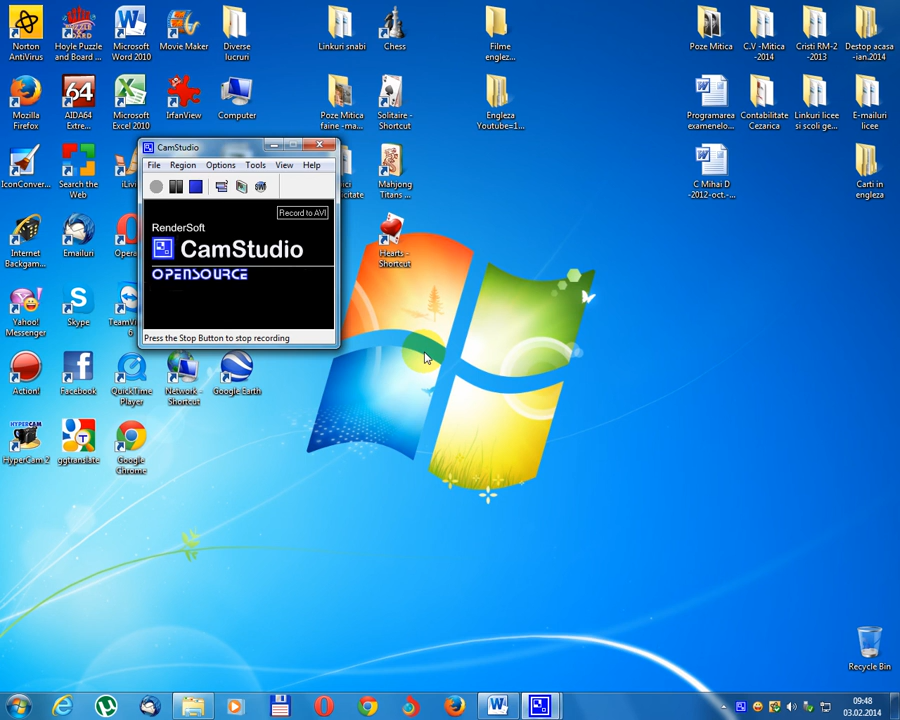 Norton
AntiVirus
Hoyle Puzzle
and Board ...
Microsoft
Word 2010
Movie Maker
Diverse
lucruri
Linkuri snabi
Chess
Filme
englez...
Poze Mitica
C.V -Mitica
-2014
Cristi RM-2
-2013
Destop acasa
-ian.2014
Mozilla
Firefox
64
AIDA64
Extre...
Microsoft
Excel 2010
IrfanView
Computer
Poze Mitica
faine -ma...
Solitaire -
Shortcut
Engleza
Youtube=1...
Programarea
examenelo...
Contabilitate
Cezarica
Linkuri licee
si scoli ge...
E-mailuri
licee
CamStudio
File Region Options Tools View Help
Record to AVI
RenderSoft
CamStudio
OPENSOURCE
Press the Stop Button to stop recording
IconConver...
Search the
Web
Mahjong
Titans ...
C Mihai D
-2012-oct.-...
Carti in
engleza
Internet
Backgam...
Emailuri
Hearts -
Shortcut
Yahoo!
Messenger
Skype
6
Action!
Facebook
QuickTime
Player
Network -
Shortcut
Google Earth
HYPERCAM
HyperCam 2
ggtranslate
Google
Chrome
Recycle Bin
09:48
03.02.2014